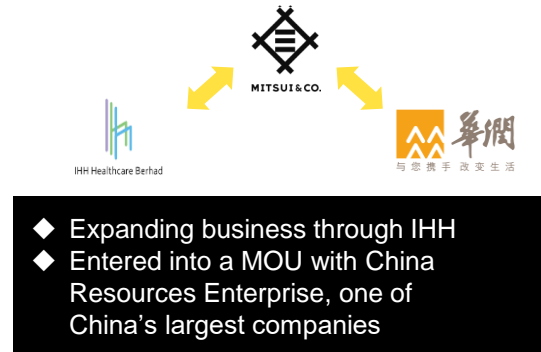 MITSUI & CO.
IHH Healthcare Berhad
華潤
与您携手 改变生活
◆ Expanding business through IHH
◆ Entered into a MOU with China
Resources Enterprise, one of
China's largest companies